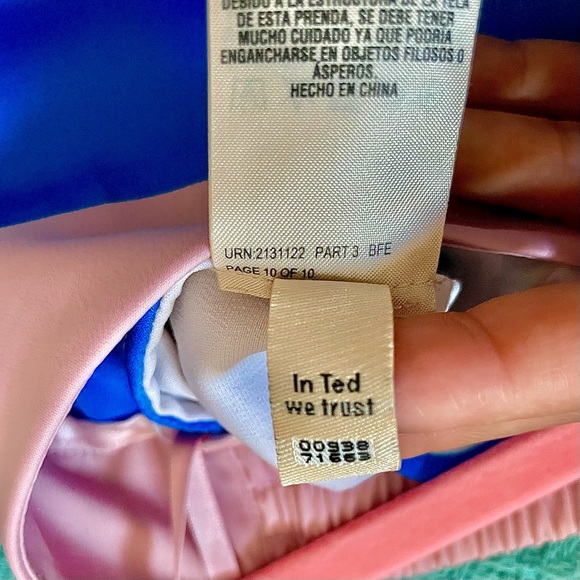 DEBIDO A LA ESTRUCTURA DE LA TELA
DE ESTA PRENDA, SE DEBE TENER
MUCHO CUIDADO YA QUE PODRIA
ENGANCHARSE EN OBJETOS FILOSOS O
ÁSPEROS.
HECHO EN CHINA
URN:2131122 PART 3 BFE
PAGE 10 OF 10
In Ted
we trust
00938
71663